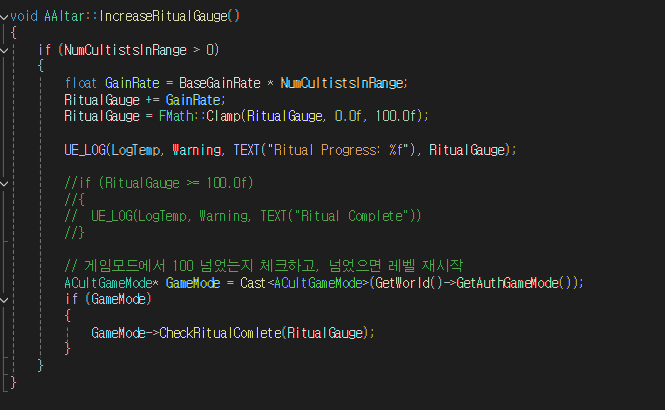 void AAltar::IncreaseRitualGauge()
{
if (NumCultistsInRange > 0)
{
float GainRate = BaseGainRate * NumCultistsInRange;
RitualGauge += GainRate;
RitualGauge = FMath::Clamp(RitualGauge, 0.0f, 100.0f);
UE_LOG(LogTemp, Warning, TEXT("Ritual Progress: %f"), RitualGauge);
//if (RitualGauge >= 100.0f)
//{
//  UE_LOG(LogTemp, Warning, TEXT("Ritual Complete"))
//}
// 게임모드에서 100 넘었는지 체크하고, 넘었으면 레벨 재시작
ACultGameMode* GameMode = Cast<ACultGameMode>(GetWorld()->GetAuthGameMode());
if (GameMode)
{
GameMode->CheckRitualComlete(RitualGauge);
}
}
}